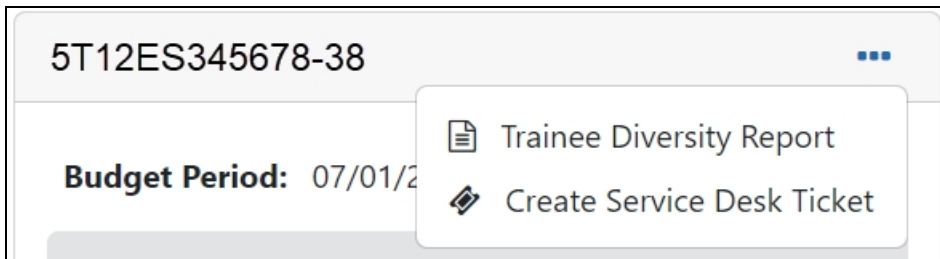 5T12ES345678-38
Trainee Diversity Report
Budget Period: 07/01/2
Create Service Desk Ticket